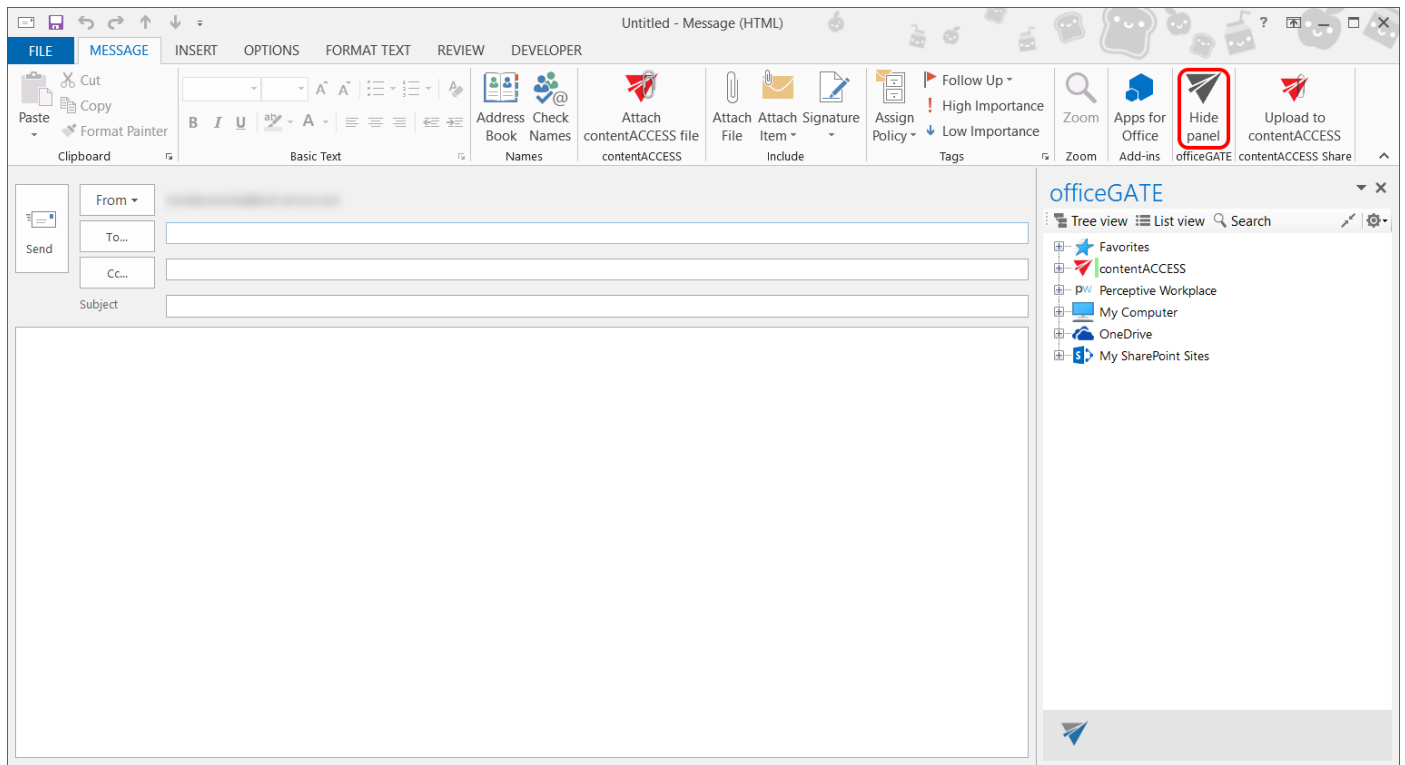 Untitled - Message (HTML)
?
FILE MESSAGE INSERT OPTIONS FORMAT TEXT REVIEW DEVELOPER
Paste
Cut
Copy
Format Painter
Clipboard
B I U
Basic Text
Address Book
Check Names
Names
Attach contentACCESS file
contentACCESS
Attach File
Attach Item
Signature
Include
Assign Policy
Follow Up
High Importance
Low Importance
Tags
Zoom
Zoom
Apps for Office
Add-ins
Hide panel
officeGATE
Upload to contentACCESS
contentACCESS Share
Send
From
To...
Cc...
Subject
officeGATE
Tree view List view Search
Favorites
contentACCESS
pw Perceptive Workplace
My Computer
OneDrive
S My SharePoint Sites